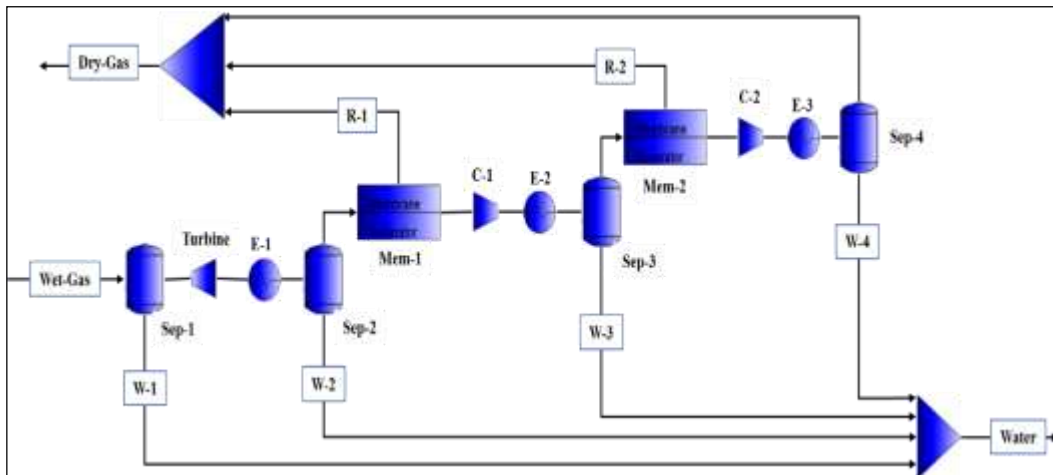 Dry-Gas
R-2
C-2
E-3
Sep-4
R-1
C-1
E-2
Mem-2
Turbine
E-1
Mem-1
Sep-3
W-4
Wet-Gas
Sep-1
Sep-2
W-3
W-1
W-2
Water